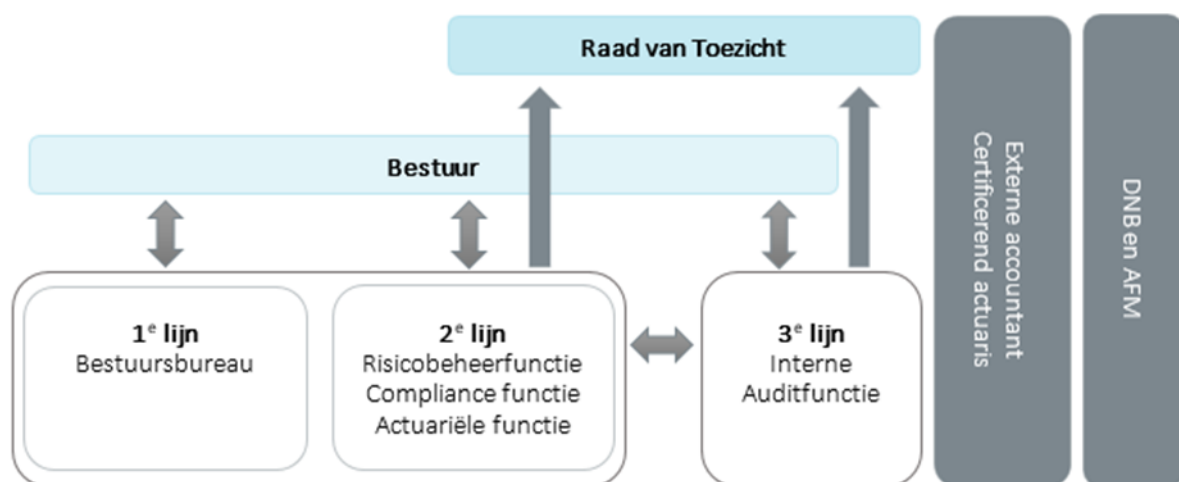 Raad van Toezicht
Bestuur
1e lijn
Bestuursbureau
2e lijn
Risicobeheerfunctie
Compliance functie
Actuariële functie
3e lijn
Interne
Auditfunctie
Externe accountant
Certificerend actuaris
DNB en AFM